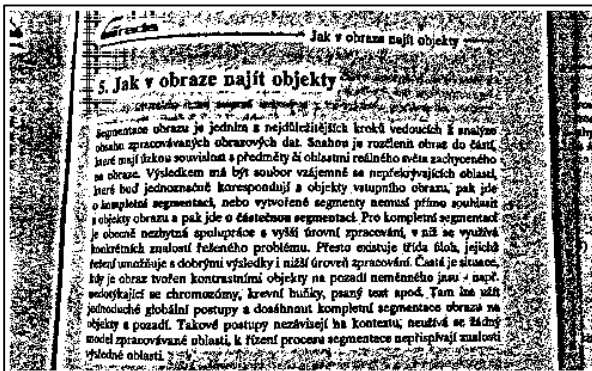 Jak v obraze najít objekty
5. Jak v obraze najít objekty
Segmentace obrazu je jedním z nejdůležitějších kroků vedoucích k analýze
obsahu zpracovávaných obrazových dat. Snahou je rozčlenit obraz do částí,
které mají úzkou souvislost s předměty či oblastmi reálného světa zachyceného
na obraze. Výsledkem má být soubor vzájemně se nepřekrývajících oblastí,
které buď jednoznačně korespondují s objekty vstupního obrazu, pak jde
o kompletní segmentaci, nebo vytvořené segmenty nemusí přímo souhlasit
s objekty obrazu a pak jde o částečnou segmentaci. Pro kompletní segmentaci
je obecně nezbytná spolupráce s vyšší úrovní zpracování, v níž se využívá
konkrétních znalostí řešeného problému. Přesto existuje třída úloh, jejichž
řešení umožňuje s dobrými výsledky i nižší úroveň zpracování. Častá je situace,
kdy je obraz tvořen kontrastními objekty na pozadí neměnného jasu - např.
nedotýkající se chromozómy, krevní buňky, psaný text apod. Tam lze užít
jednoduché globální postupy a dosáhnout kompletní segmentace obrazu na
objekty a pozadí. Takové postupy nezávisejí na kontextu, neužívá se žádný
model zpracovávané oblasti, k řízení procesu segmentace nepřispívají znalosti
výsledné oblasti.